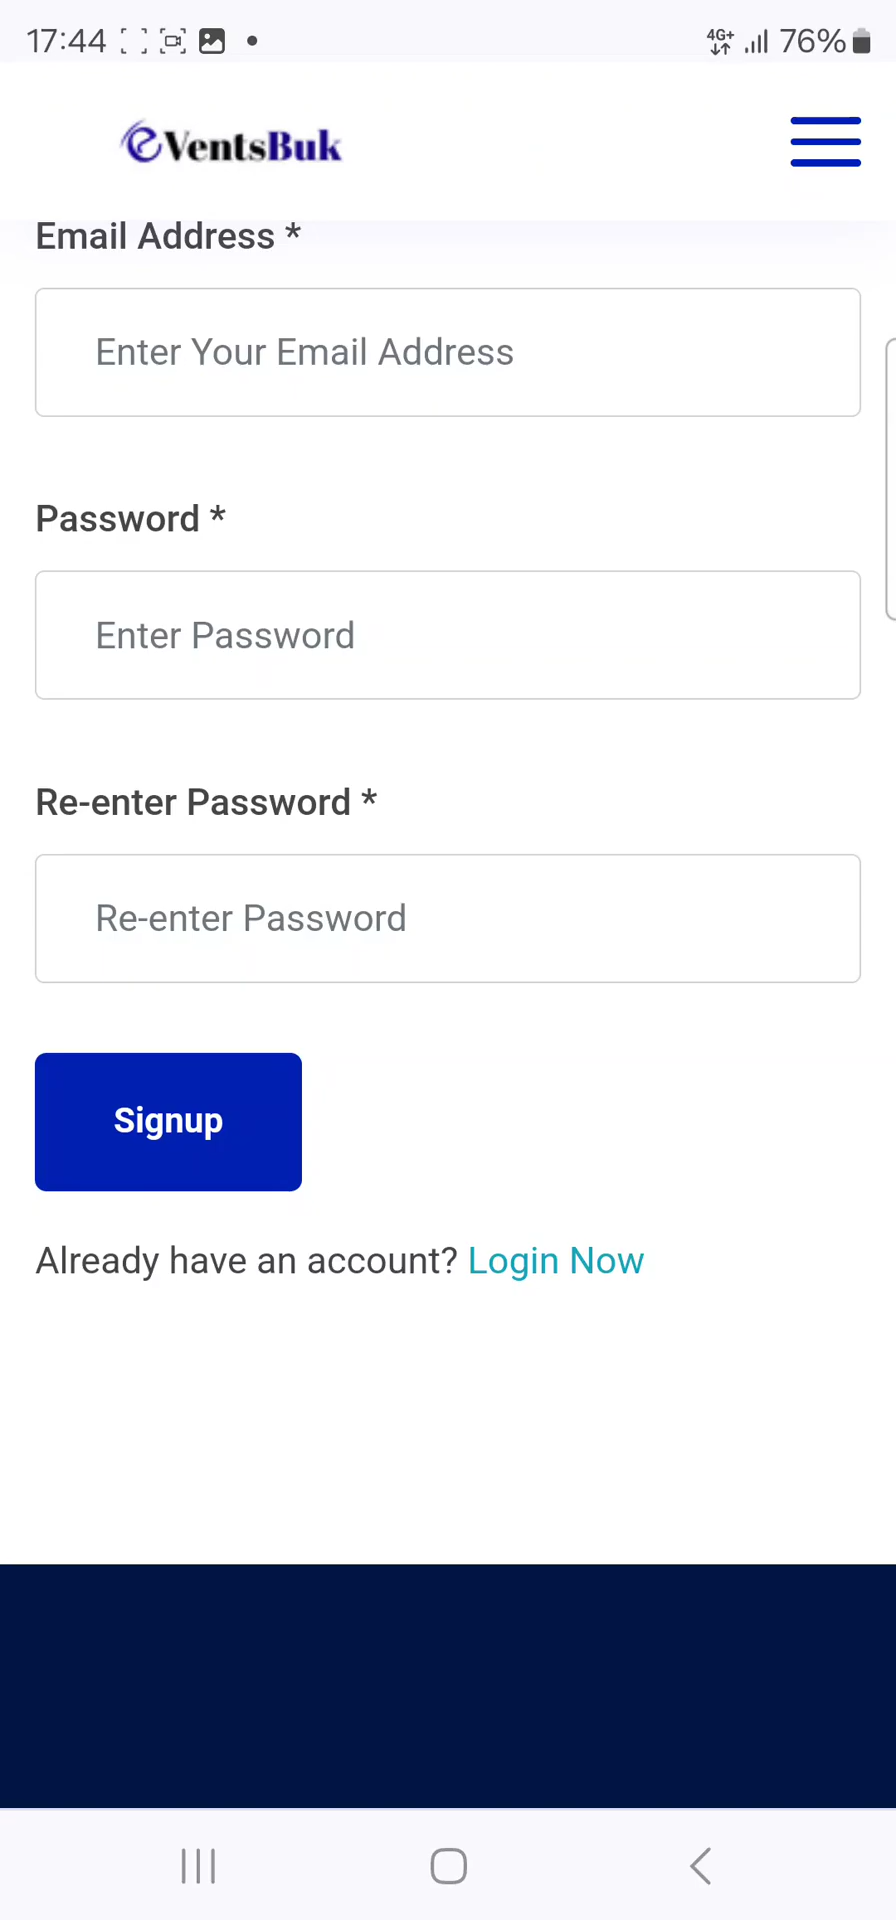 17:44
4G+ 76%
eVentsBuk
Email Address *
Enter Your Email Address
Password *
Enter Password
Re-enter Password *
Re-enter Password
Signup
Already have an account? Login Now